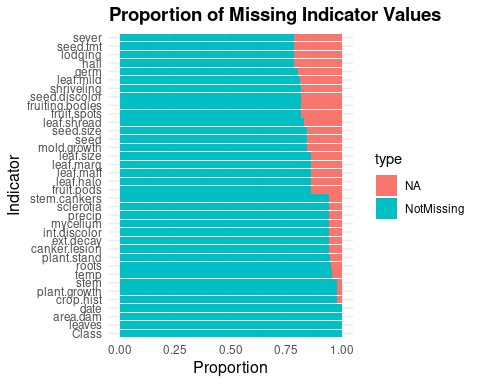 Proportion of Missing Indicator Values
sever
seed.tmt
lodging
hail
germ
leaf.mild
shriveling
seed.discolor
fruiting.bodies
fruit.spots
leaf.shread
seed.size
seed
mold.growth
leaf.size
leaf.marg
leaf.malf
leaf.halo
fruit.pods
stem.cankers
sclerotia
precip
mycelium
int.discolor
ext.decay
canker.lesion
plant.stand
roots
temp
stem
plant.growth
crop.hist
date
area.dam
leaves
Class
Indicator
0.00 0.25 0.50 0.75 1.00
Proportion
type
NA
NotMissing